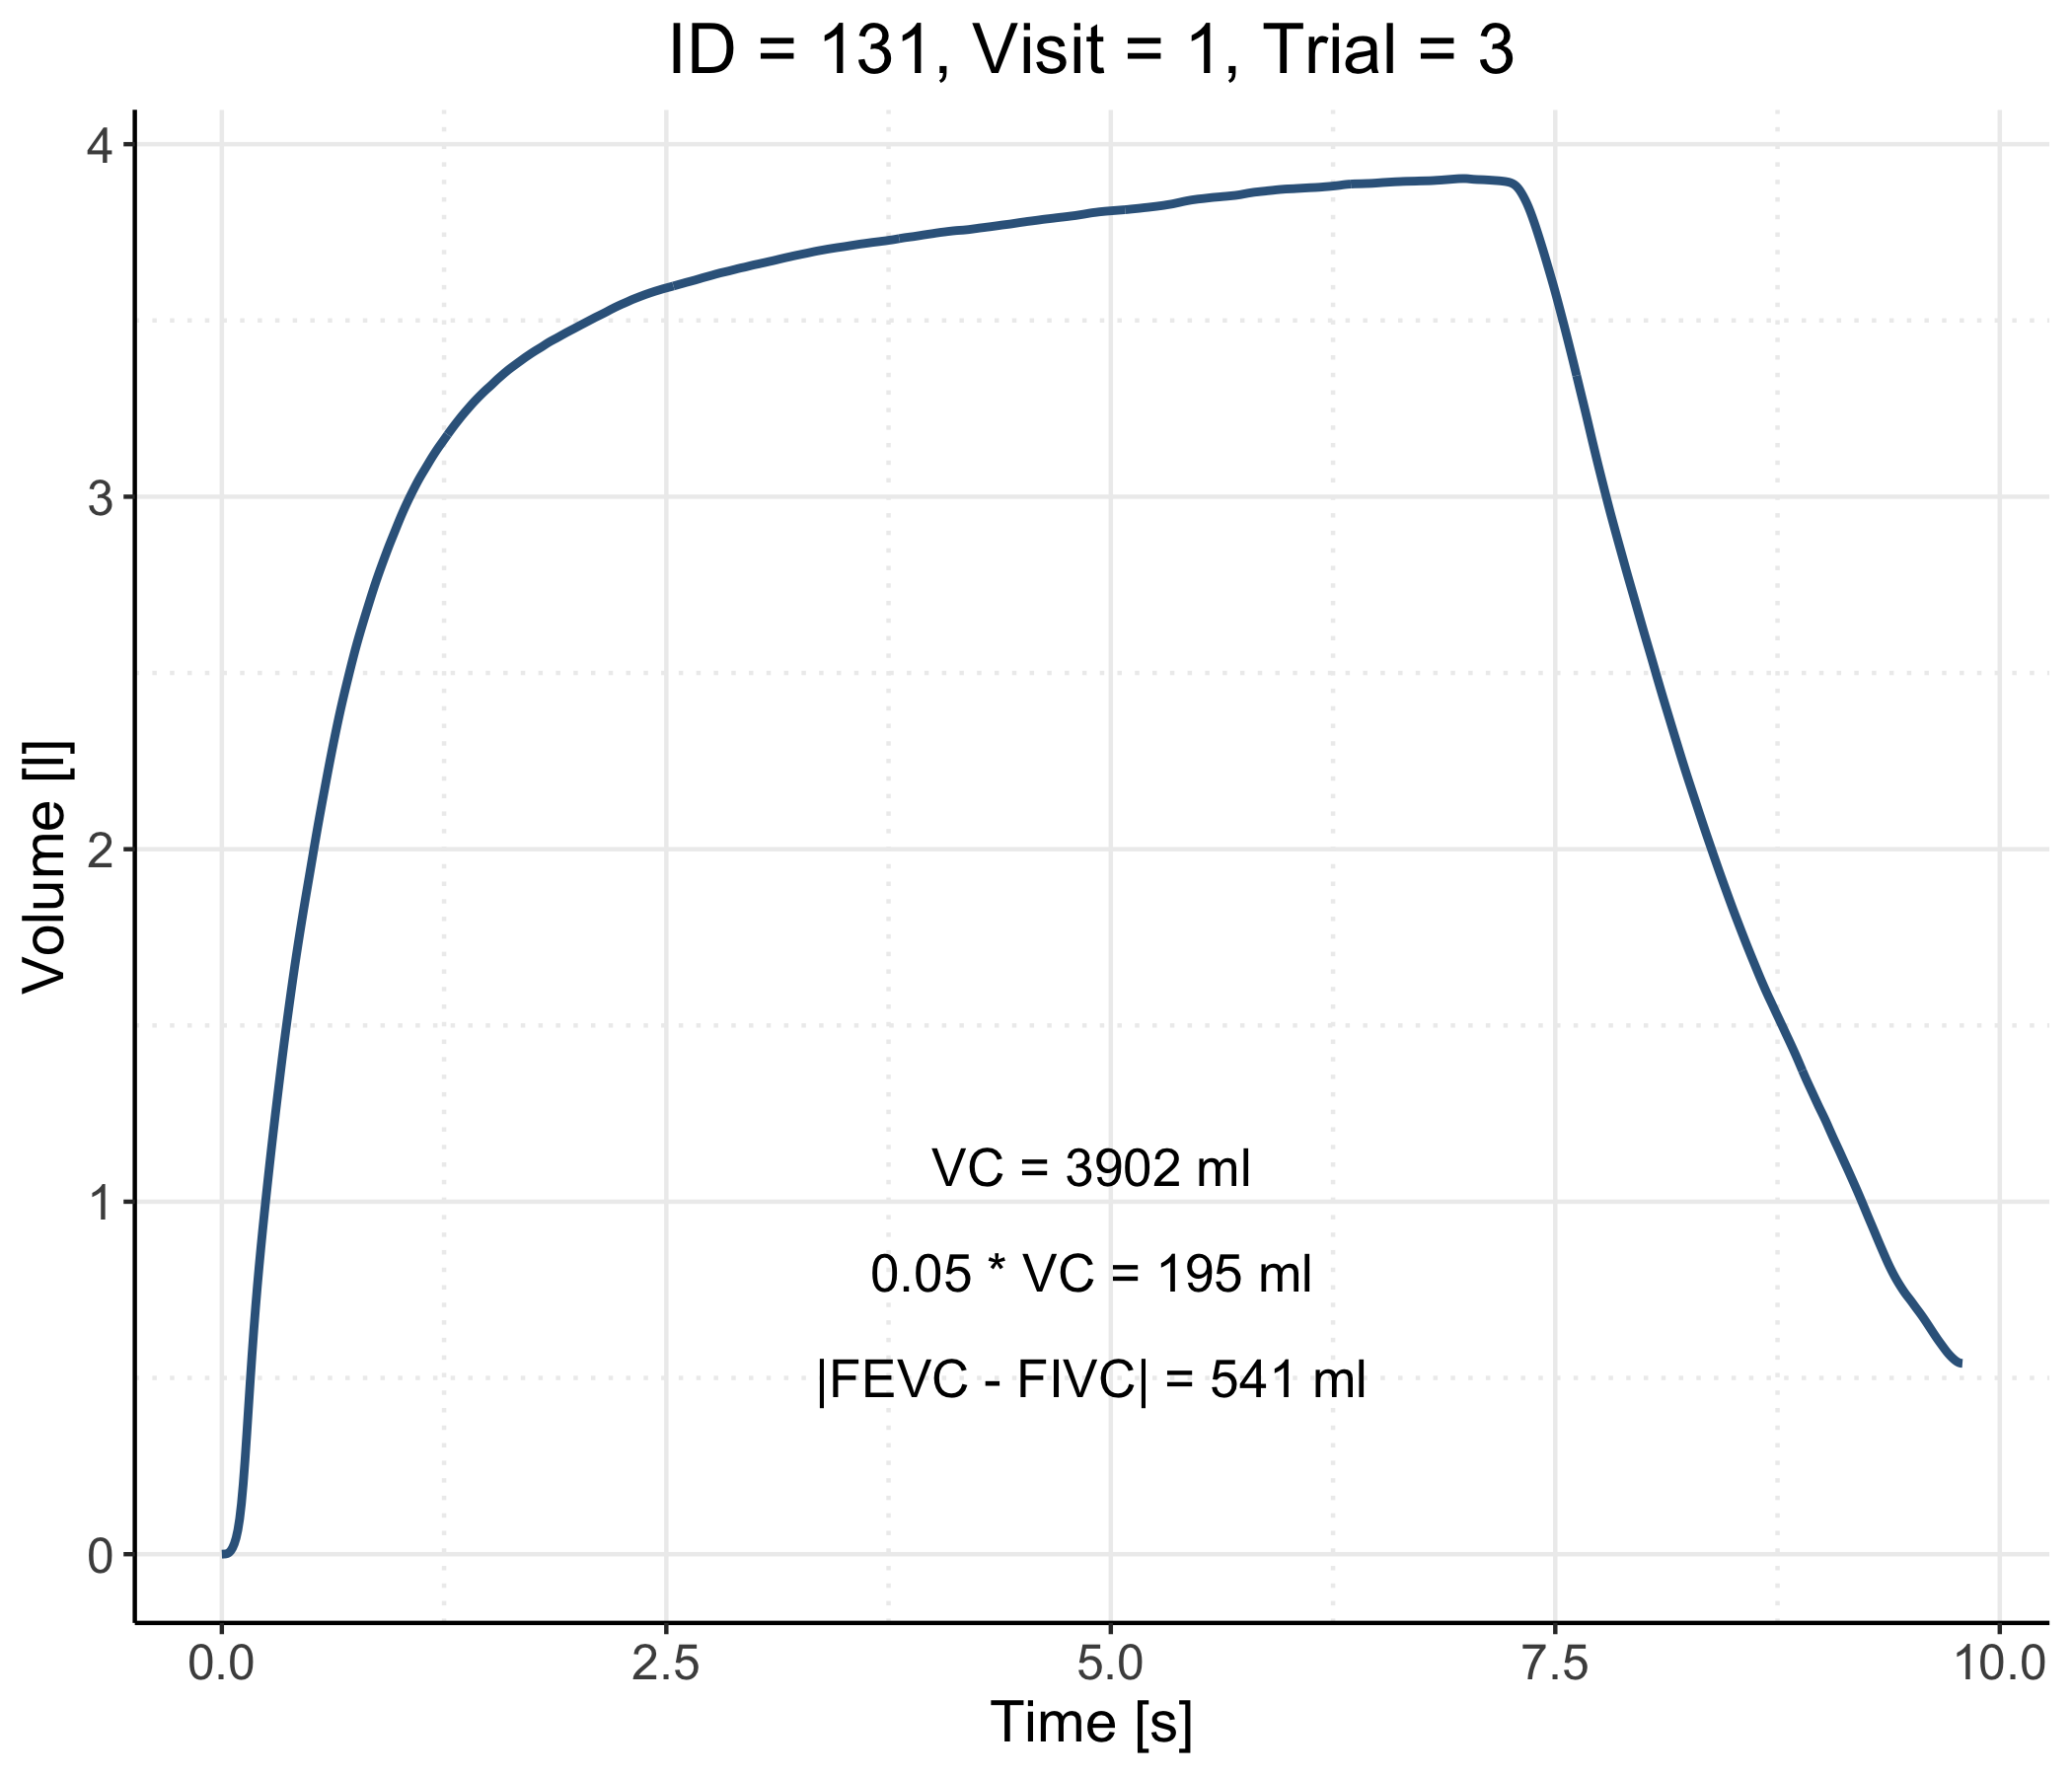 ID = 131, Visit = 1, Trial = 3
4
3
2
1
0
Volume [l]
VC = 3902 ml
0.05 * VC = 195 ml
|FEVC - FIVC| = 541 ml
0.0 2.5 5.0 7.5 10.0
Time [s]